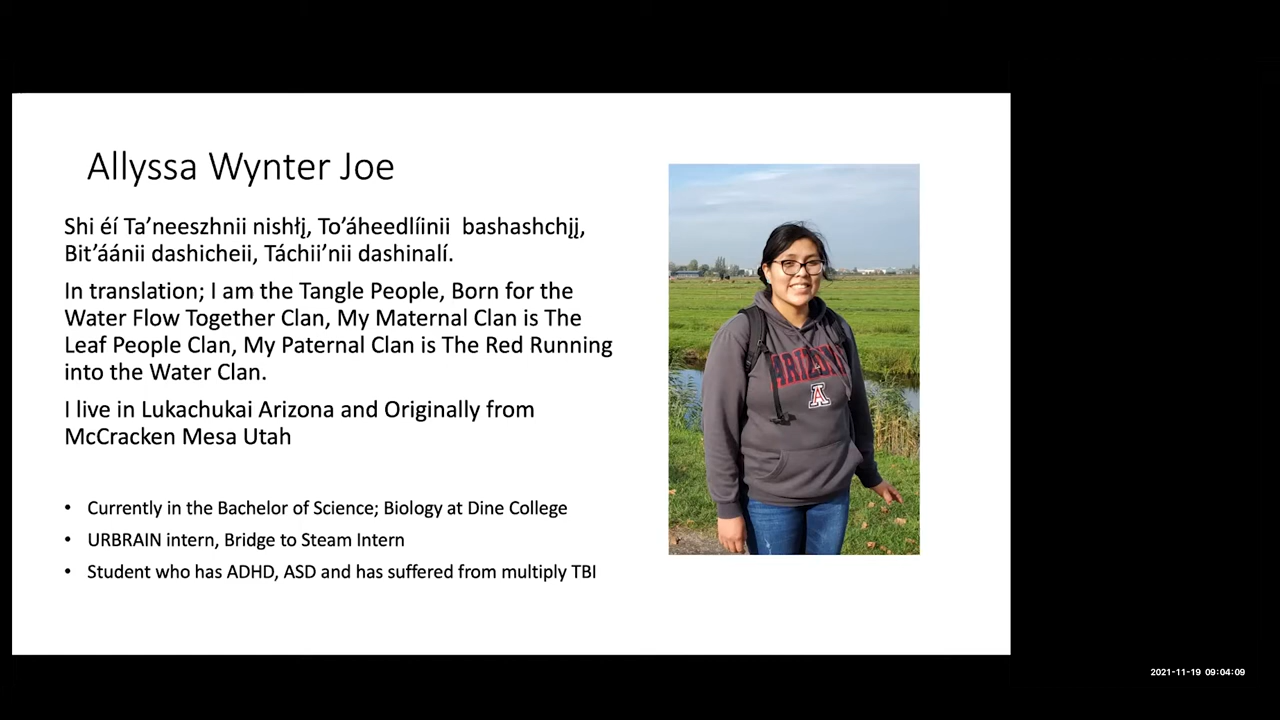 Allyssa Wynter Joe
Shi éí Ta’neeszhnii nishłį, To’áheedlíinii bashashchįį,
Bit’áánii dashicheii, Táchii’nii dashinalí.
In translation; I am the Tangle People, Born for the
Water Flow Together Clan, My Maternal Clan is The
Leaf People Clan, My Paternal Clan is The Red Running
into the Water Clan.
I live in Lukachukai Arizona and Originally from
McCracken Mesa Utah
• Currently in the Bachelor of Science; Biology at Dine College
• URBRAIN intern, Bridge to Steam Intern
• Student who has ADHD, ASD and has suffered from multiply TBI
ARIZONA
A
2021-11-19 09:04:09